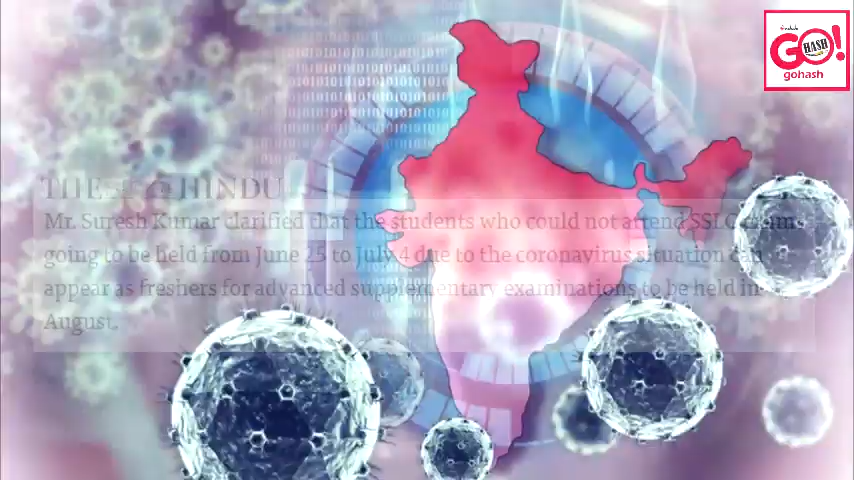 GO!
HASH
gohash
THE HINDU
Mr. Suresh Kumar clarified that the students who could not attend SSLC exams
going to be held from June 25 to July 4 due to the coronavirus situation can
appear as freshers for advanced supplementary examinations to be held in
August.